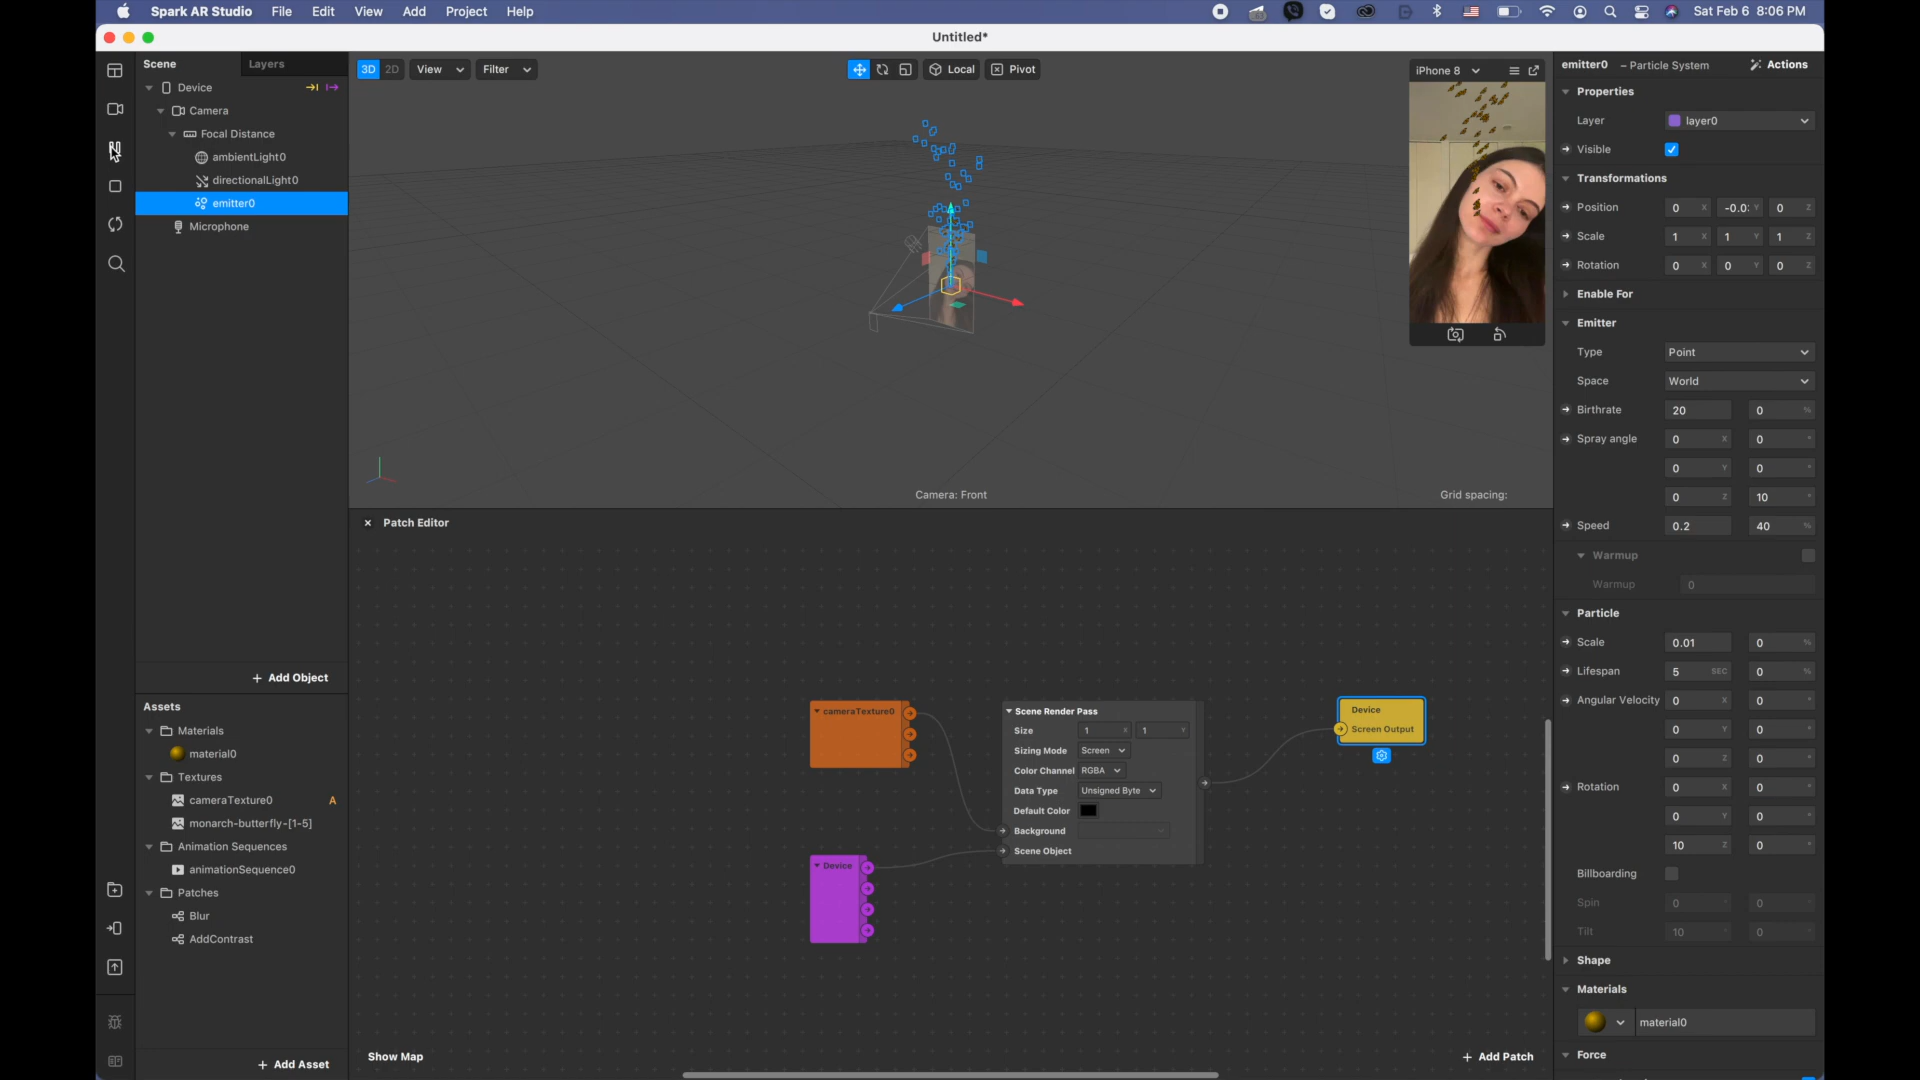 Spark AR Studio File Edit View Add Project Help
Sat Feb 6 8:06 PM
Untitled*
Scene Layers
Device
Camera
Focal Distance
ambientLight0
directionalLight0
emitter0
Microphone
+ Add Object
Assets
Materials
material0
Textures
cameraTexture0 A
monarch-butterfly-[1-5]
Animation Sequences
animationSequence0
Patches
Blur
AddContrast
+ Add Asset
3D 2D View Filter
Local Pivot
iPhone 8
Camera: Front
Grid spacing:
Patch Editor
cameraTexture0
Device
Scene Render Pass
Size 1 X 1 Y
Sizing Mode Screen
Color Channel RGBA
Data Type Unsigned Byte
Default Color
Background
Scene Object
Device
Screen Output
Show Map
+ Add Patch
emitter0 – Particle System Actions
Properties
Layer layer0
Visible
Transformations
Position 0 X -0.0: Y 0 Z
Scale 1 X 1 Y 1 Z
Rotation 0 X 0 Y 0 Z
Enable For
Emitter
Type Point
Space World
Birthrate 20 0 %
Spray angle 0 X 0 °
0 Y 0 °
0 Z 10 °
Speed 0.2 40 %
Warmup
Warmup 0
Particle
Scale 0.01 0 %
Lifespan 5 SEC 0 %
Angular Velocity 0 X 0 °
0 Y 0 °
0 Z 0 °
Rotation 0 X 0 °
0 Y 0 °
10 Z 0 °
Billboarding
Spin 0 ° 0 °
Tilt 10 ° 0 °
Shape
Materials
material0
Force